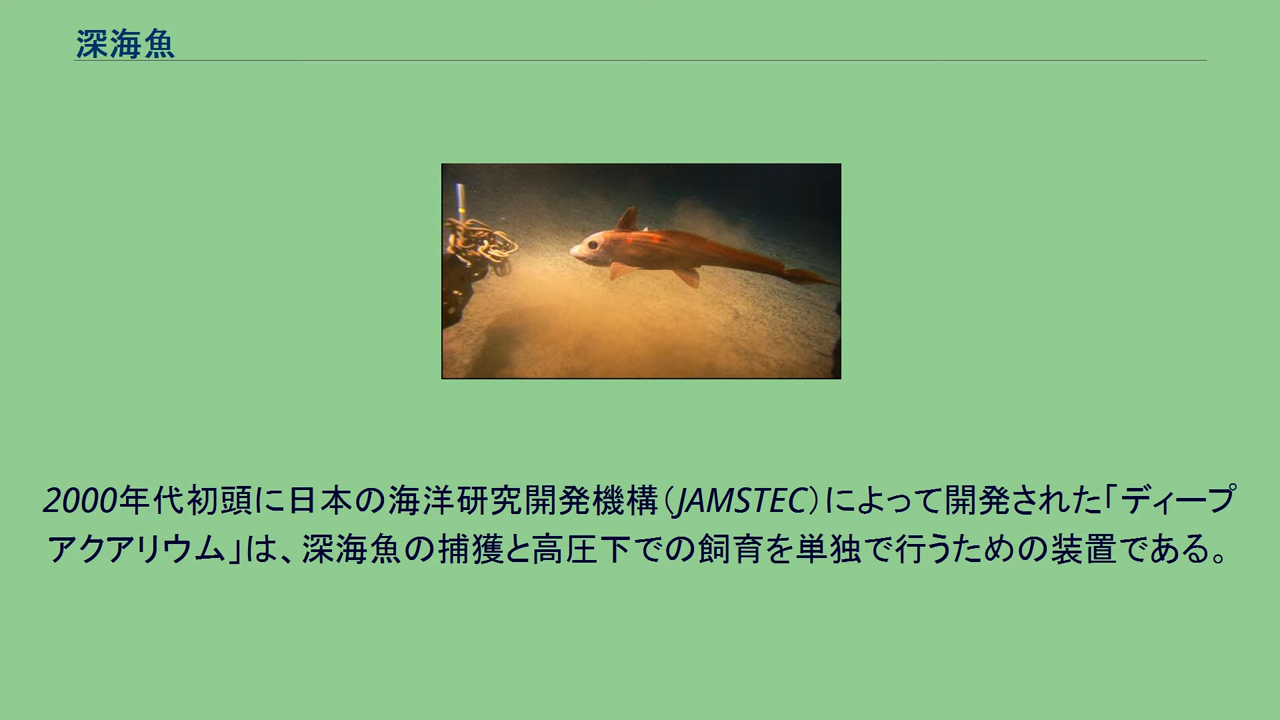 深海魚
2000年代初頭に日本の海洋研究開発機構（JAMSTEC）によって開発された「ディープ
アクアリウム」は、深海魚の捕獲と高圧下での飼育を単独で行うための装置である。